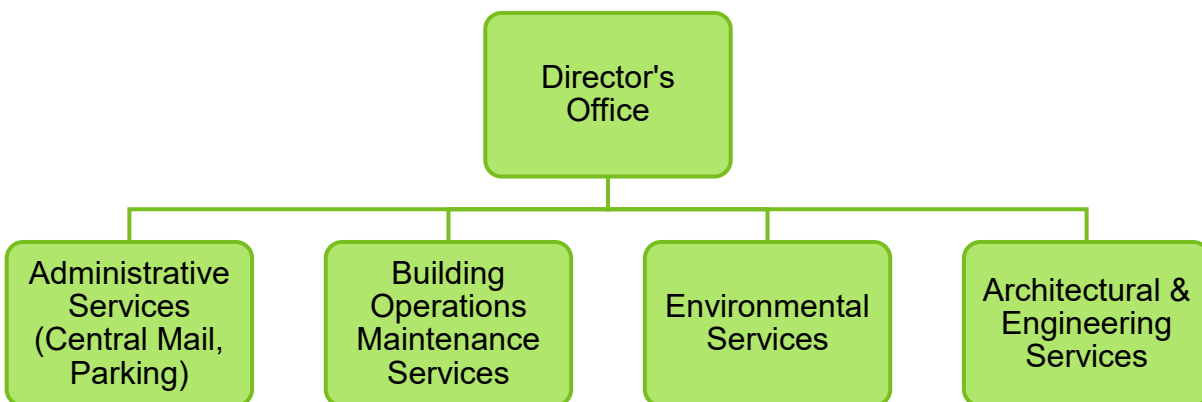 Director's
Office
Administrative
Services
(Central Mail,
Parking)
Building
Operations
Maintenance
Services
Environmental
Services
Architectural &
Engineering
Services